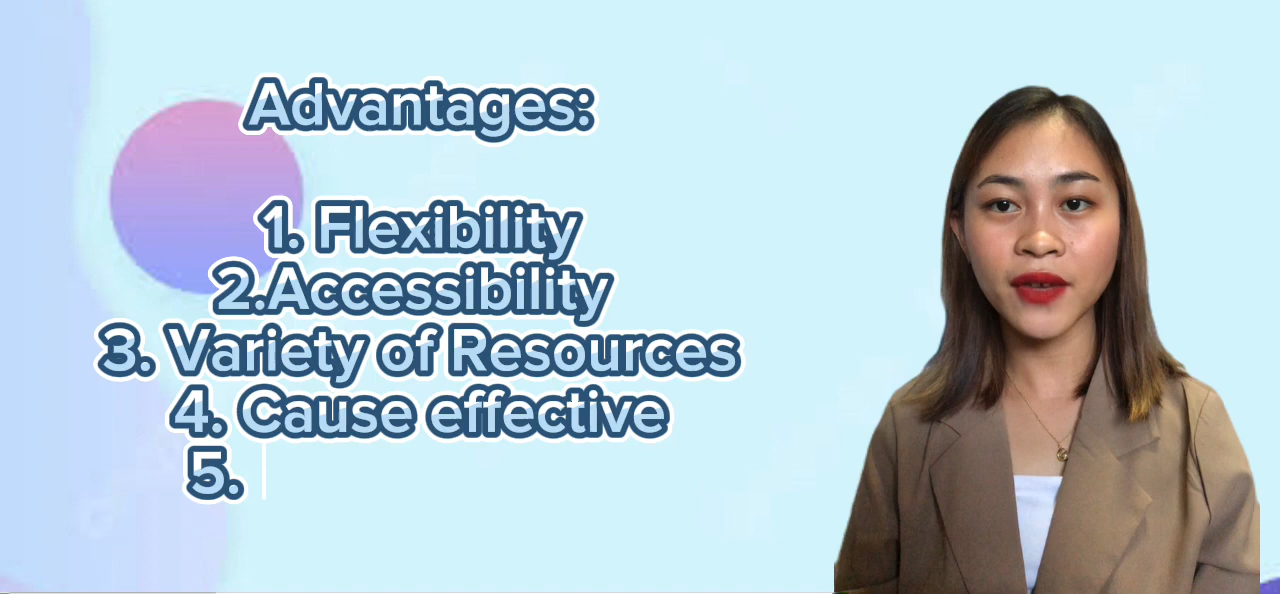 Advantages:
1. Flexibility
2.Accessibility
3. Variety of Resources
4. Cause effective
5.